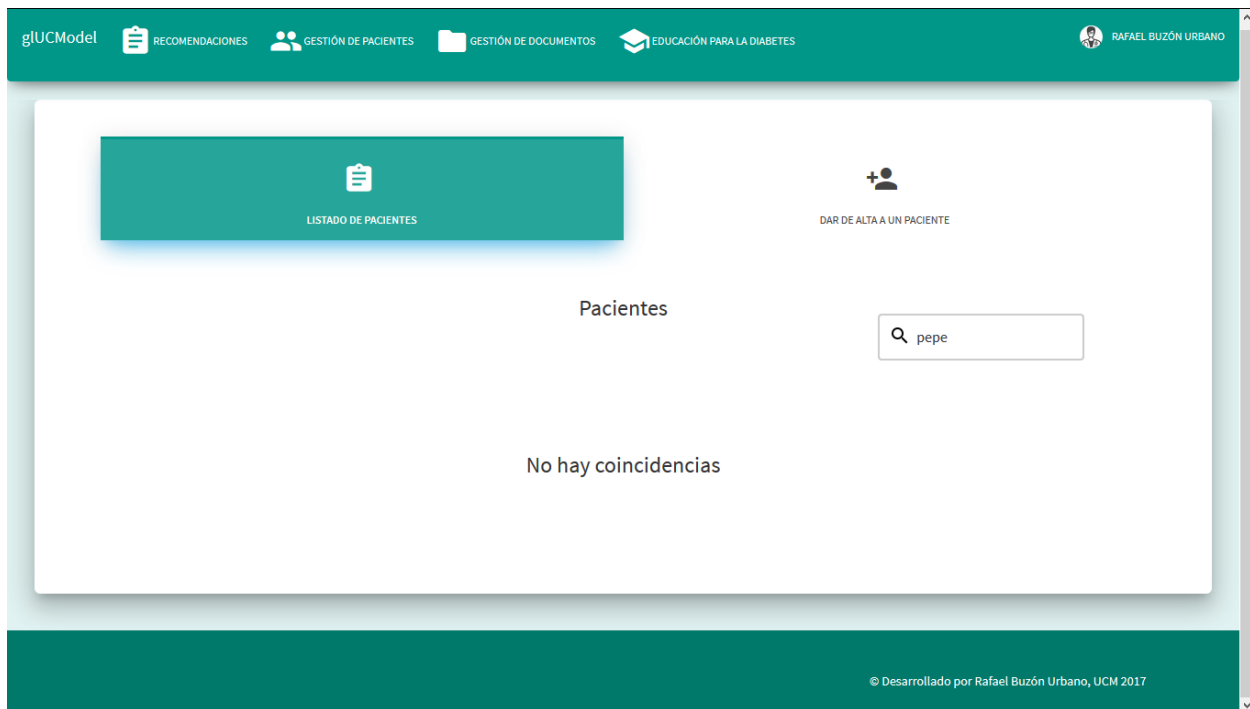 glUCModel
RECOMENDACIONES
GESTIÓN DE PACIENTES
GESTIÓN DE DOCUMENTOS
EDUCACIÓN PARA LA DIABETES
RAFAEL BUZÓN URBANO
LISTADO DE PACIENTES
DAR DE ALTA A UN PACIENTE
Pacientes
pepe
No hay coincidencias
© Desarrollado por Rafael Buzón Urbano, UCM 2017